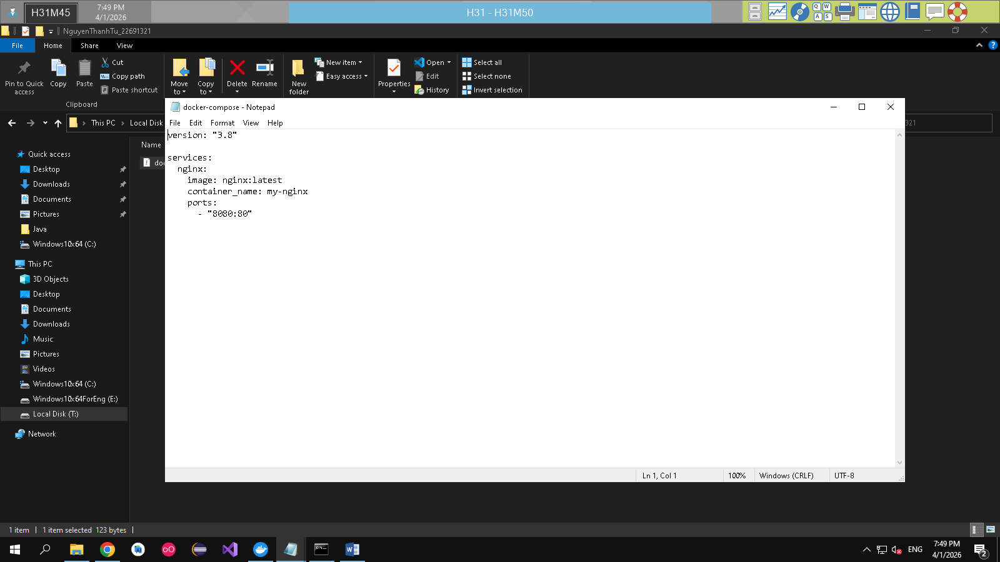 H31M45
7:49 PM
4/1/2026
H31 - H31M50
Q W
A S
NguyenThanhTu_22691321
File Home Share View
Pin to Quick access
Copy
Paste
Cut
Copy path
Paste shortcut
Clipboard
Move to
Copy to
Delete
Rename
New folder
New item
Easy access
Properties
Open
Edit
History
Select all
Select none
Invert selection
This PC > Local Disk
321
docker-compose - Notepad
File Edit Format View Help
version: "3.8"
services:
nginx:
image: nginx:latest
container_name: my-nginx
ports:
- "8080:80"
Ln 1, Col 1
100%
Windows (CRLF)
UTF-8
Name
doc
Quick access
Desktop
Downloads
Documents
Pictures
Java
Windows10x64 (C:)
This PC
3D Objects
Desktop
Documents
Downloads
Music
Pictures
Videos
Windows10x64 (C:)
Windows10x64ForEng (E:)
Local Disk (T:)
Network
1 item
1 item selected 123 bytes
ENG
7:49 PM
4/1/2026
2